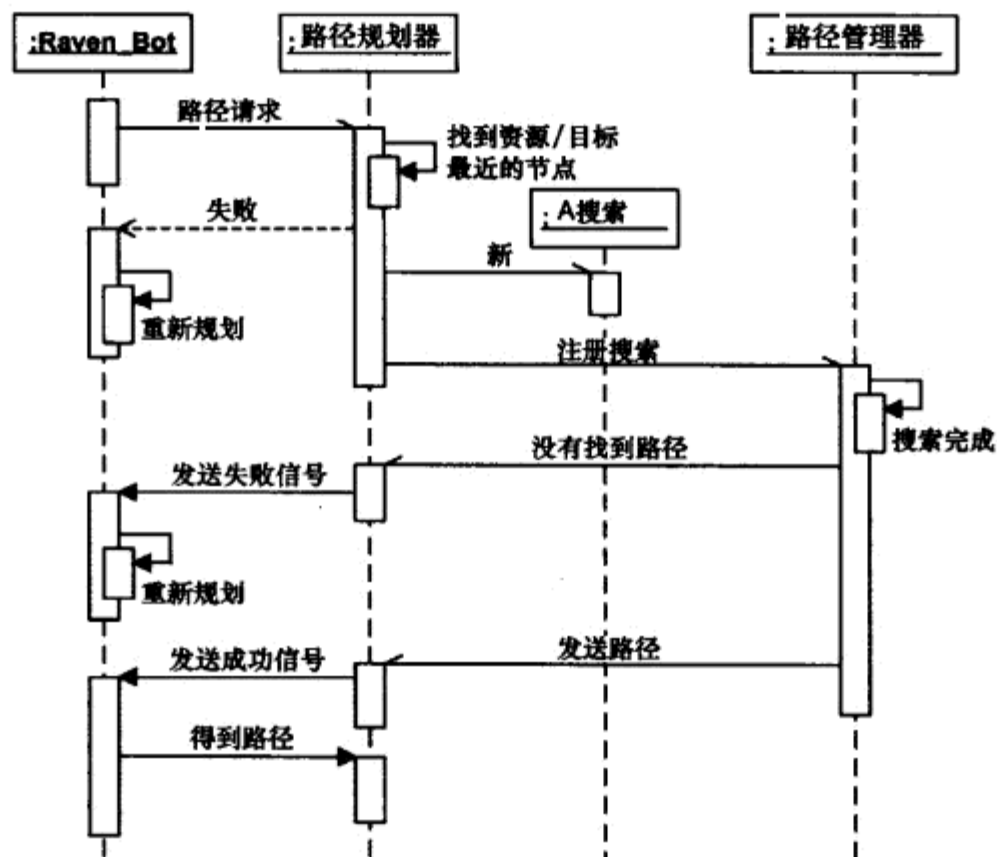 :Raven_Bot
: 路径规划器
: 路径管理器
路径请求
找到资源/目标
最近的节点
失败
: A搜索
新
重新规划
注册搜索
搜索完成
没有找到路径
发送失败信号
重新规划
发送路径
发送成功信号
得到路径